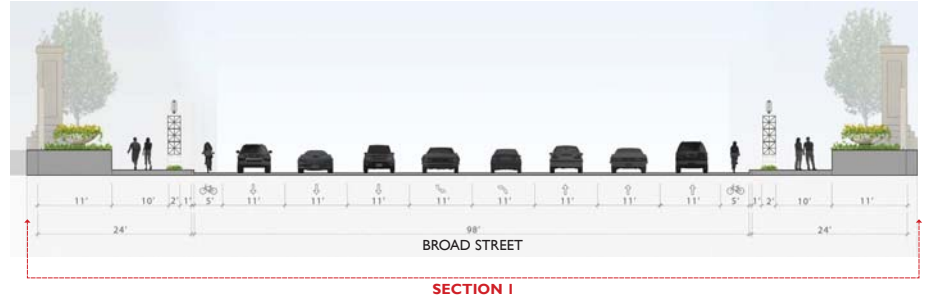 11' 10' 2' 1' 5' 11' 11' 11' 11' 11' 11' 11' 11' 5' 1' 2' 10' 11'
24' 98' 24'
BROAD STREET
SECTION 1